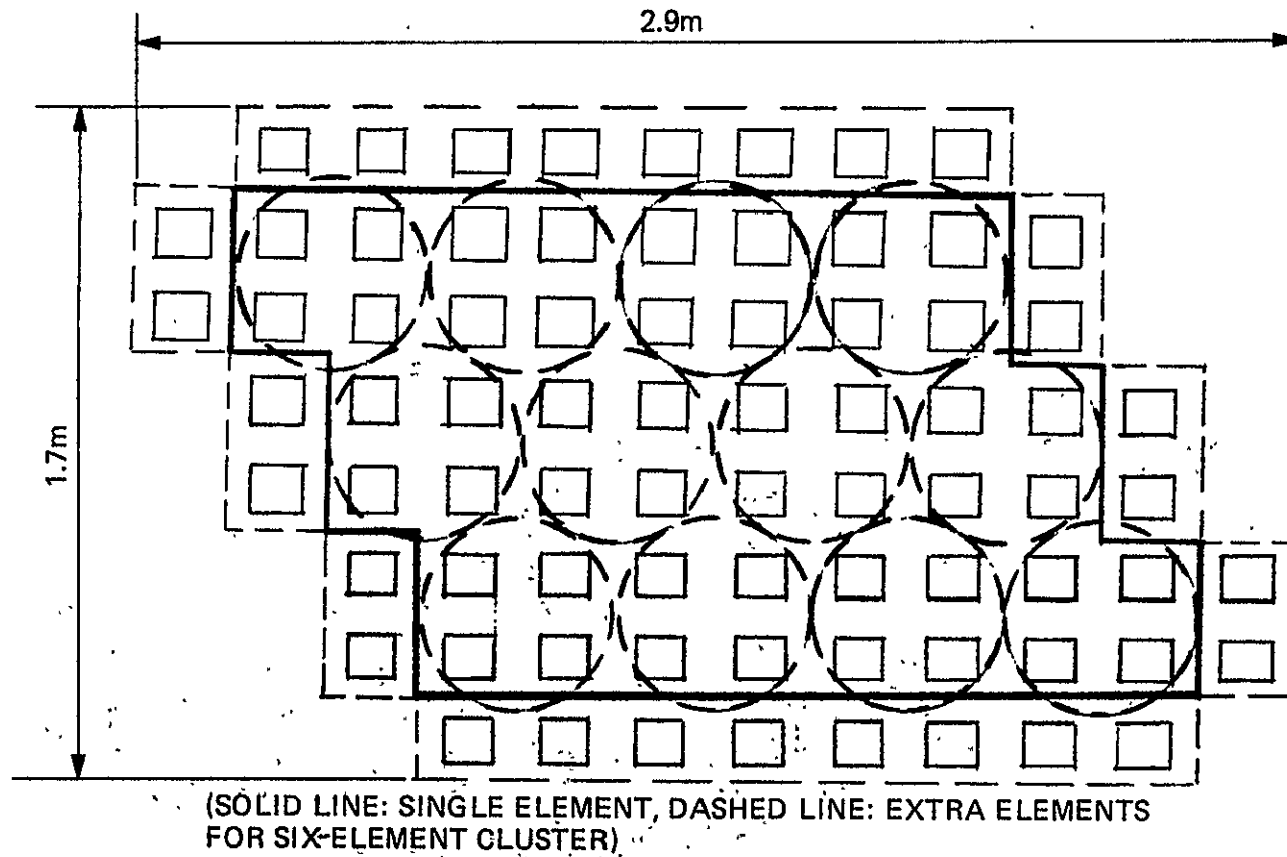 2.9m
1.7m
(SOLID LINE: SINGLE ELEMENT, DASHED LINE: EXTRA ELEMENTS
FOR SIX-ELEMENT CLUSTER)